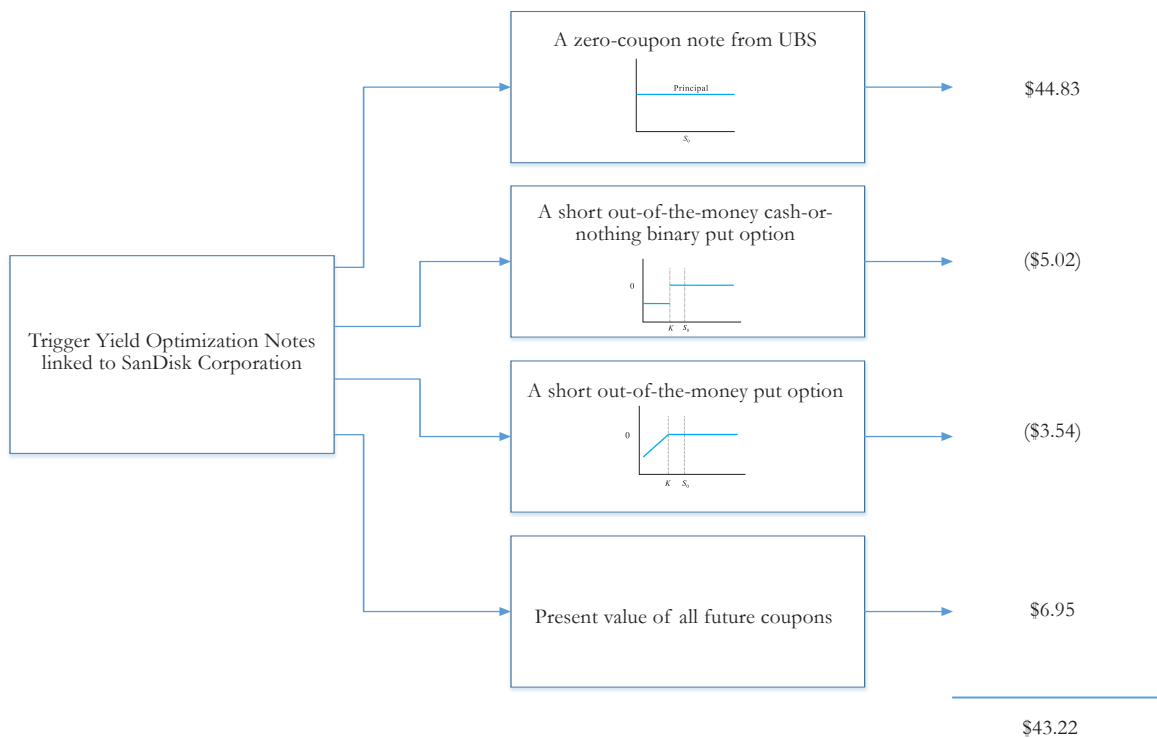 Trigger Yield Optimization Notes
linked to SanDisk Corporation
A zero-coupon note from UBS
Principal
S₀
$44.83
A short out-of-the-money cash-or-
nothing binary put option
0
K S₀
($5.02)
A short out-of-the-money put option
0
K S₀
($3.54)
Present value of all future coupons
$6.95
$43.22